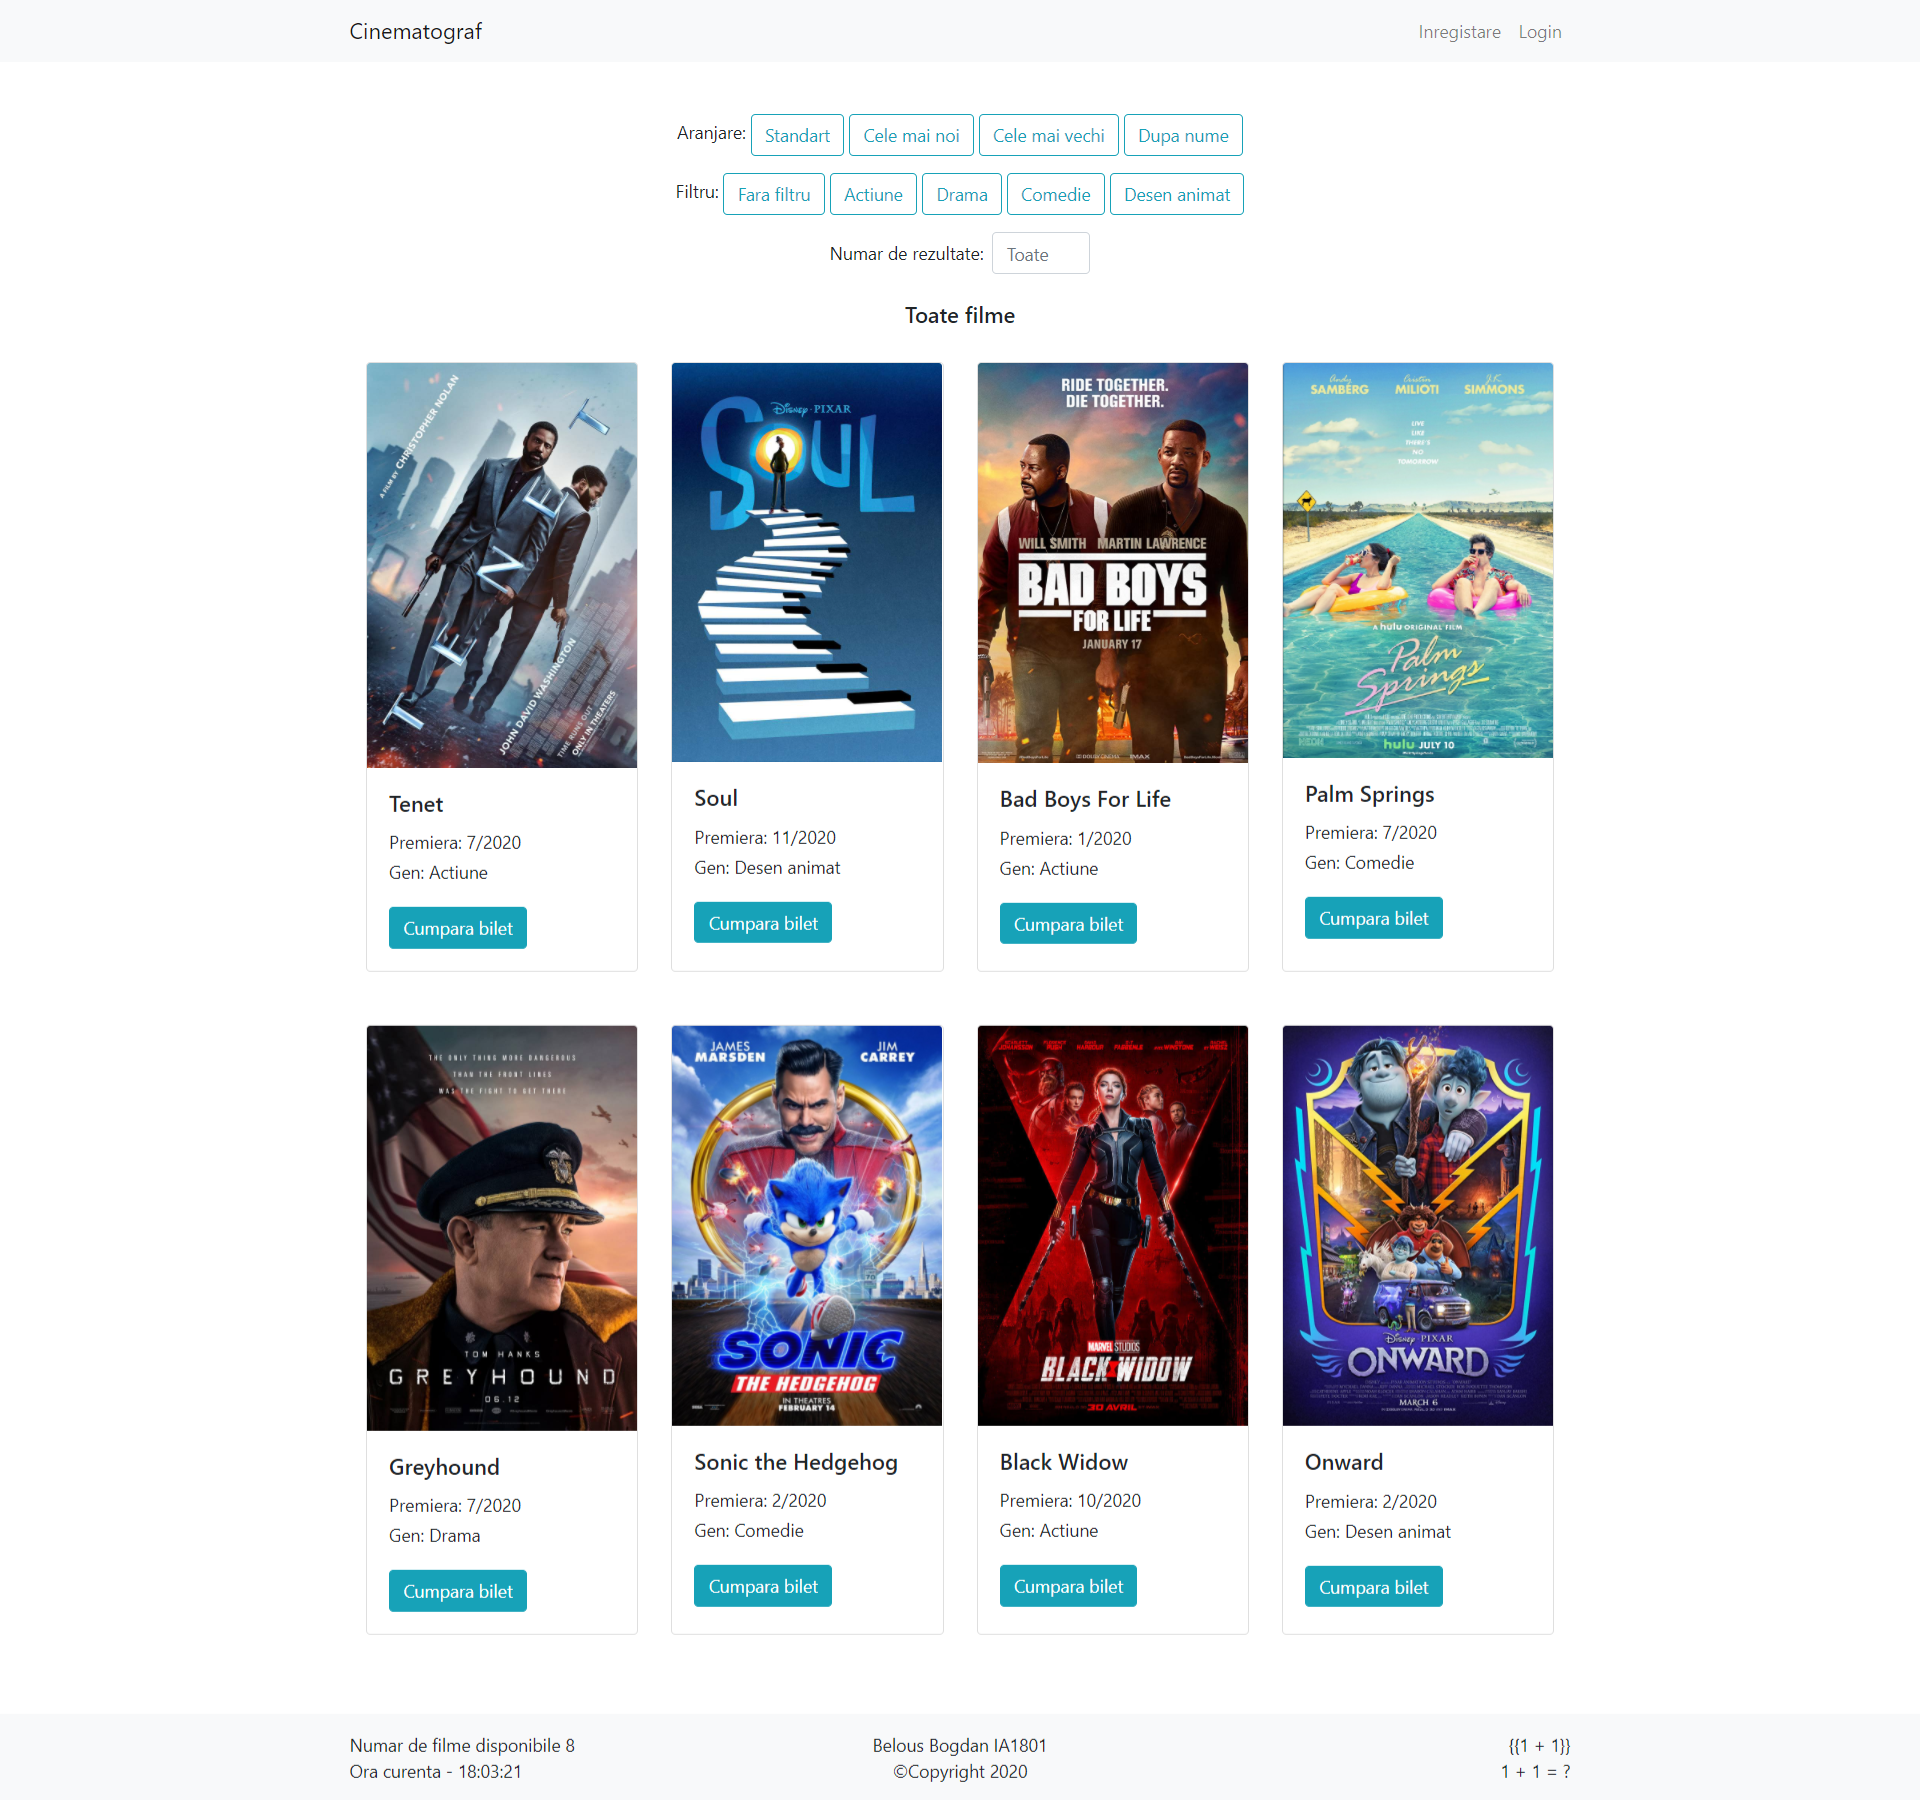 Cinematograf
Inregistare Login
Aranjare: Standart Cele mai noi Cele mai vechi Dupa nume
Filtru: Fara filtru Actiune Drama Comedie Desen animat
Numar de rezultate: Toate
Toate filme
A FILM BY CHRISTOPHER NOLAN
TENET
JOHN DAVID WASHINGTON
TIME RUNS OUT
ONLY IN THEATERS
Tenet
Premiera: 7/2020
Gen: Actiune
Cumpara bilet
Disney · PIXAR
SOUL
Soul
Premiera: 11/2020
Gen: Desen animat
Cumpara bilet
RIDE TOGETHER.
DIE TOGETHER.
WILL SMITH MARTIN LAWRENCE
BAD BOYS
FOR LIFE
JANUARY 17
Bad Boys For Life
Premiera: 1/2020
Gen: Actiune
Cumpara bilet
Andy SAMBERG Cristin MILIOTI J.K. SIMMONS
LIVE
LIKE
THERE'S
NO
TOMORROW
A hulu ORIGINAL FILM
Palm
Springs
NEON hulu JULY 10
Palm Springs
Premiera: 7/2020
Gen: Comedie
Cumpara bilet
THE ONLY THING MORE DANGEROUS
THAN THE FRONT LINES
WAS THE FIGHT TO GET THERE
TOM HANKS
GREYHOUND
06.12
Greyhound
Premiera: 7/2020
Gen: Drama
Cumpara bilet
JAMES MARSDEN JIM CARREY
SONIC
THE HEDGEHOG
IN THEATRES
FEBRUARY 14
Sonic the Hedgehog
Premiera: 2/2020
Gen: Comedie
Cumpara bilet
MARVEL STUDIOS
BLACK WIDOW
30 AVRIL
Black Widow
Premiera: 10/2020
Gen: Actiune
Cumpara bilet
Disney · PIXAR
ONWARD
MARCH 6
Onward
Premiera: 2/2020
Gen: Desen animat
Cumpara bilet
Numar de filme disponibile 8
Ora curenta - 18:03:21
Belous Bogdan IA1801
©Copyright 2020
{{1 + 1}}
1 + 1 = ?